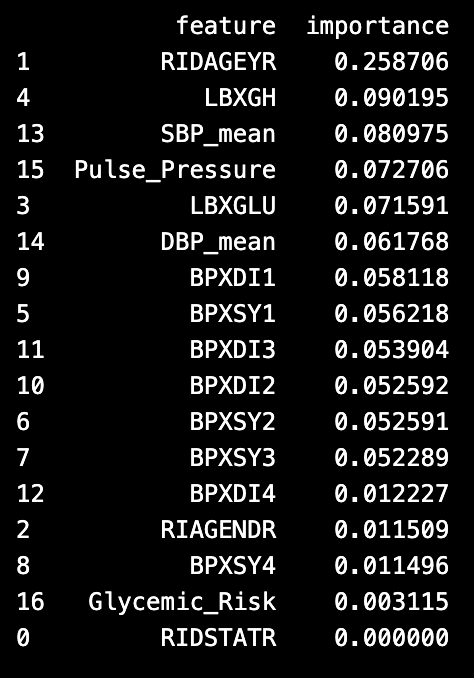 feature importance
1 RIDAGEYR 0.258706
4 LBXGH 0.090195
13 SBP_mean 0.080975
15 Pulse_Pressure 0.072706
3 LBXGLU 0.071591
14 DBP_mean 0.061768
9 BPXDI1 0.058118
5 BPXSY1 0.056218
11 BPXDI3 0.053904
10 BPXDI2 0.052592
6 BPXSY2 0.052591
7 BPXSY3 0.052289
12 BPXDI4 0.012227
2 RIAGENDR 0.011509
8 BPXSY4 0.011496
16 Glycemic_Risk 0.003115
0 RIDSTATR 0.000000